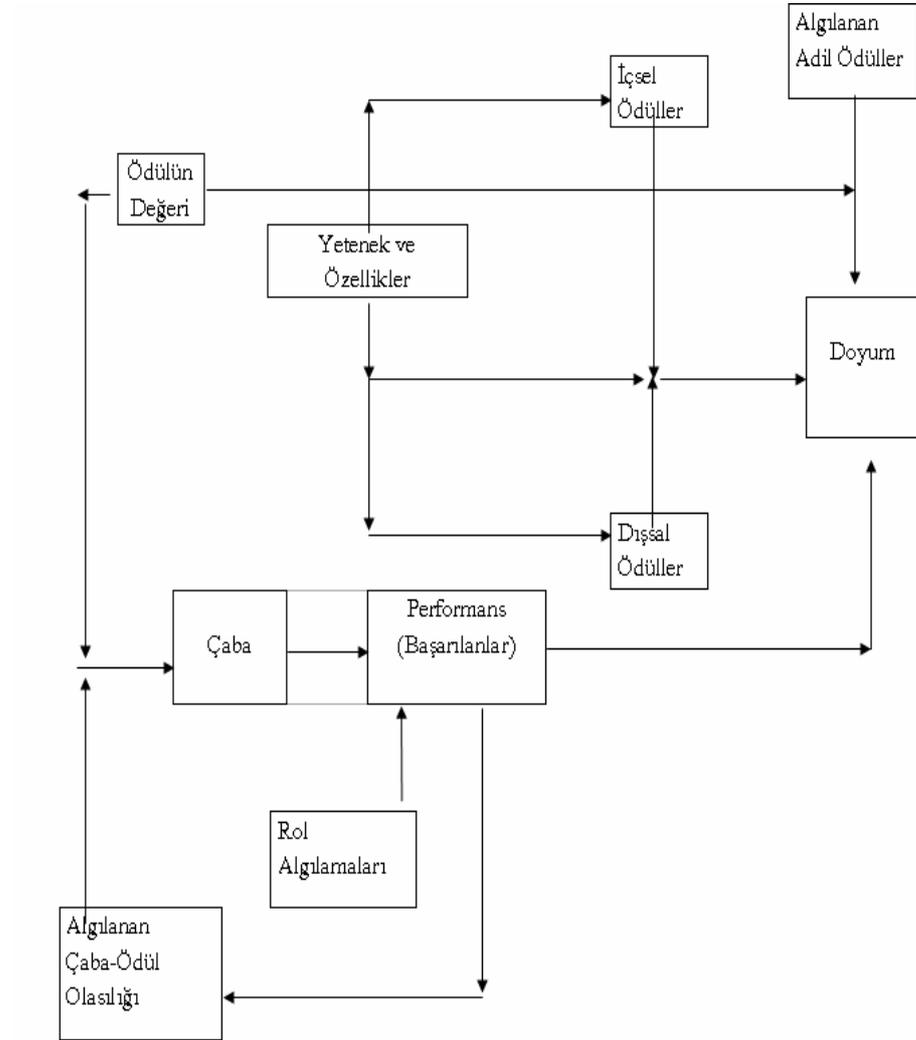 Algılanan
Adil Ödüller
İçsel
Ödüller
Ödülün
Değeri
Yetenek ve
Özellikler
Doyum
Dışsal
Ödüller
Çaba
Performans
(Başarılanlar)
Rol
Algılamaları
Algılanan
Çaba-Ödül
Olasılığı